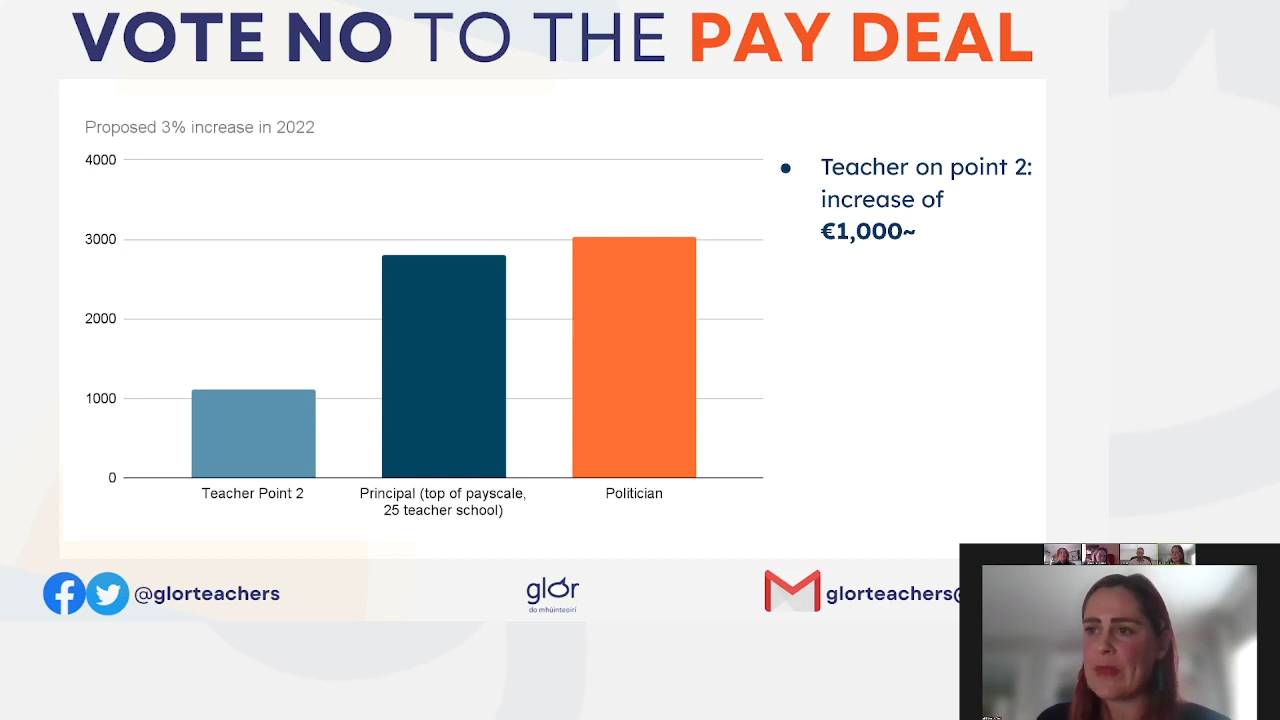 VOTE NO TO THE PAY DEAL
Proposed 3% increase in 2022
4000
3000
2000
1000
0
Teacher Point 2
Principal (top of payscale,
25 teacher school)
Politician
● Teacher on point 2:
increase of
€1,000~
@glorteachers
glór
do mhúinteoirí
glorteachers@